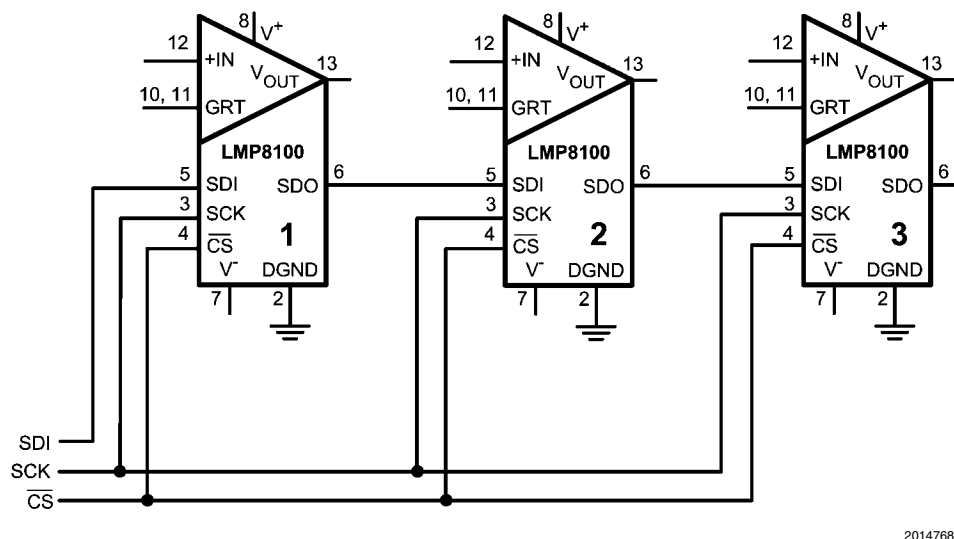 8 V+
12
+IN
VOUT
13
10, 11
GRT
LMP8100
5
SDI
SDO
6
3
SCK
4
CS
1
V-
DGND
7
2
8 V+
12
+IN
VOUT
13
10, 11
GRT
LMP8100
5
SDI
SDO
6
3
SCK
4
CS
2
V-
DGND
7
2
8 V+
12
+IN
VOUT
13
10, 11
GRT
LMP8100
5
SDI
SDO
6
3
SCK
4
CS
3
V-
DGND
7
2
SDI
SCK
CS
2014768